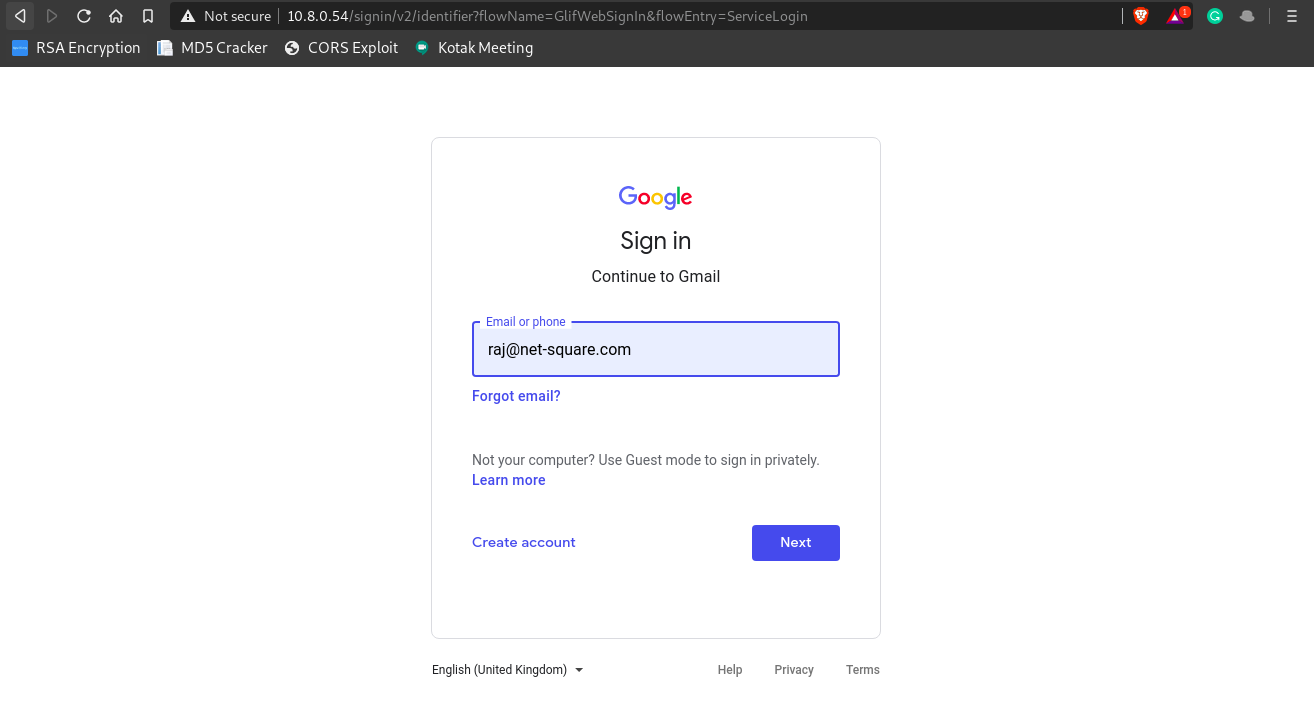 Not secure 10.8.0.54/signin/v2/identifier?flowName=GlifWebSignIn&flowEntry=ServiceLogin 1
RSA Encryption MD5 Cracker CORS Exploit Kotak Meeting
Google
Sign in
Continue to Gmail
Email or phone
raj@net-square.com
Forgot email?
Not your computer? Use Guest mode to sign in privately.
Learn more
Create account Next
English (United Kingdom) Help Privacy Terms